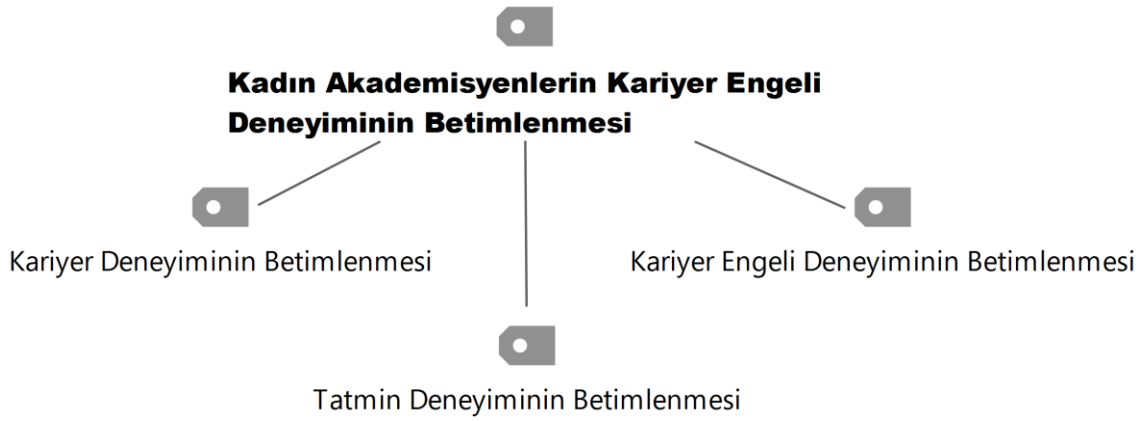 Kadın Akademisyenlerin Kariyer Engeli
Deneyiminin Betimlenmesi
Kariyer Deneyiminin Betimlenmesi
Kariyer Engeli Deneyiminin Betimlenmesi
Tatmin Deneyiminin Betimlenmesi